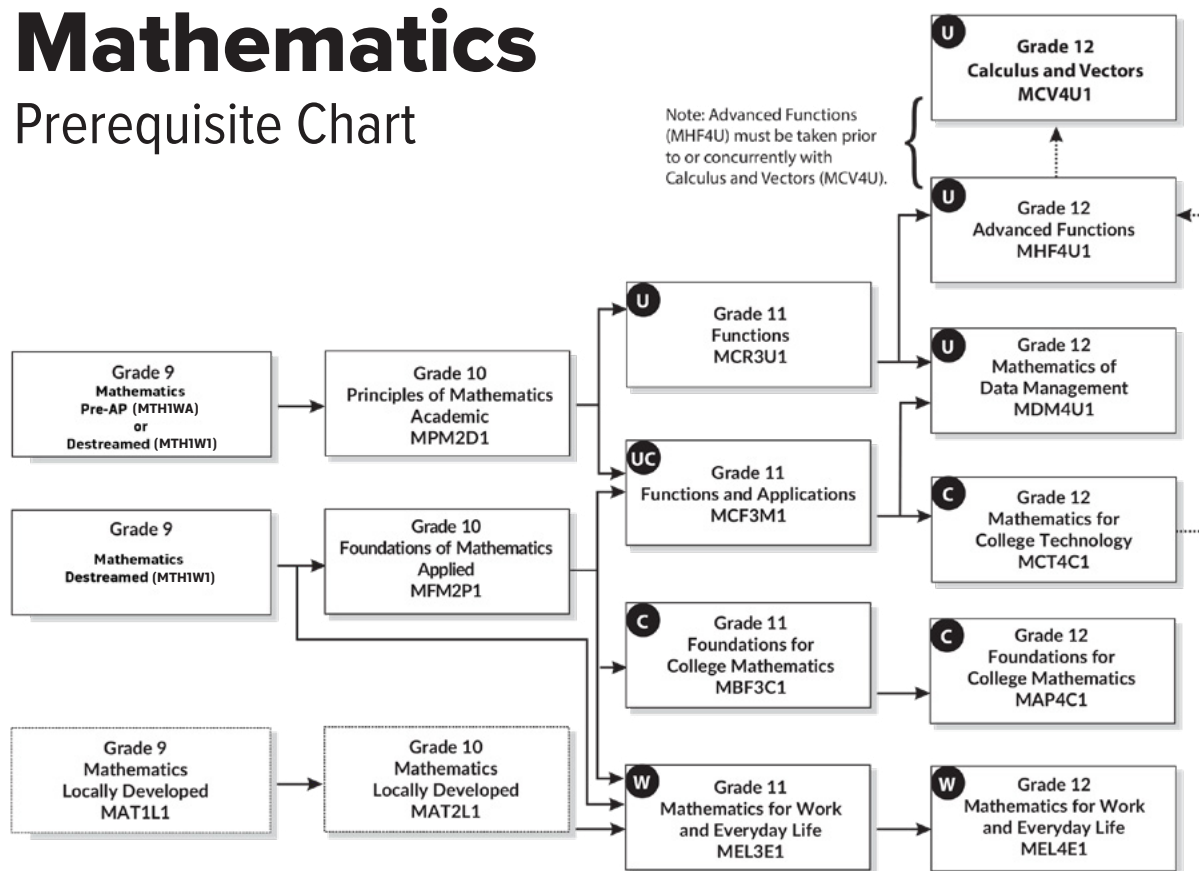 Mathematics
Prerequisite Chart
Note: Advanced Functions
(MHF4U) must be taken prior
to or concurrently with
Calculus and Vectors (MCV4U).
U
Grade 12
Calculus and Vectors
MCV4U1
U
Grade 12
Advanced Functions
MHF4U1
Grade 9
Mathematics
Pre-AP (MTH1WA)
or
Destreamed (MTH1W1)
Grade 10
Principles of Mathematics
Academic
MPM2D1
U
Grade 11
Functions
MCR3U1
U
Grade 12
Mathematics of
Data Management
MDM4U1
Grade 9
Mathematics
Destreamed (MTH1W1)
Grade 10
Foundations of Mathematics
Applied
MFM2P1
UC
Grade 11
Functions and Applications
MCF3M1
C
Grade 12
Mathematics for
College Technology
MCT4C1
C
Grade 11
Foundations for
College Mathematics
MBF3C1
C
Grade 12
Foundations for
College Mathematics
MAP4C1
Grade 9
Mathematics
Locally Developed
MAT1L1
Grade 10
Mathematics
Locally Developed
MAT2L1
W
Grade 11
Mathematics for Work
and Everyday Life
MEL3E1
W
Grade 12
Mathematics for Work
and Everyday Life
MEL4E1